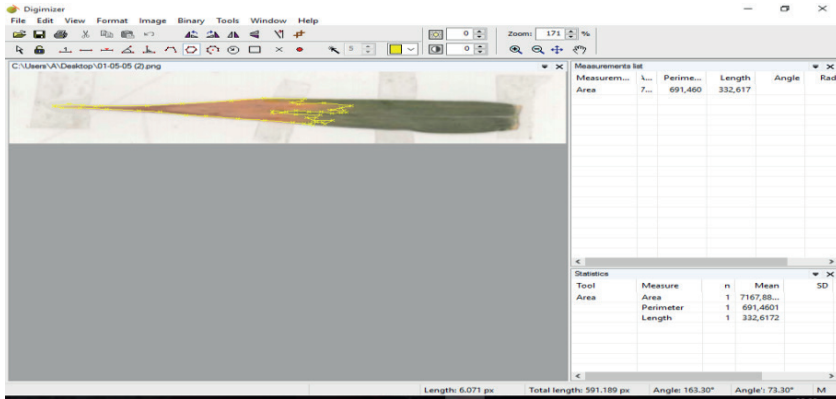 Digimizer
File Edit View Format Image Binary Tools Window Help
5 0 Zoom: 171 %
0
C:\Users\A\Desktop\01-05-05 (2).png
Measurements list
Measurem... Perime... Length Angle Rad
Area 7... 691,460 332,617
Statistics
Tool Measure n Mean SD
Area Area 1 7167,88...
Perimeter 1 691,4601
Length 1 332,6172
Length: 6.071 px Total length: 591.189 px Angle: 163.30° Angle': 73.30° M